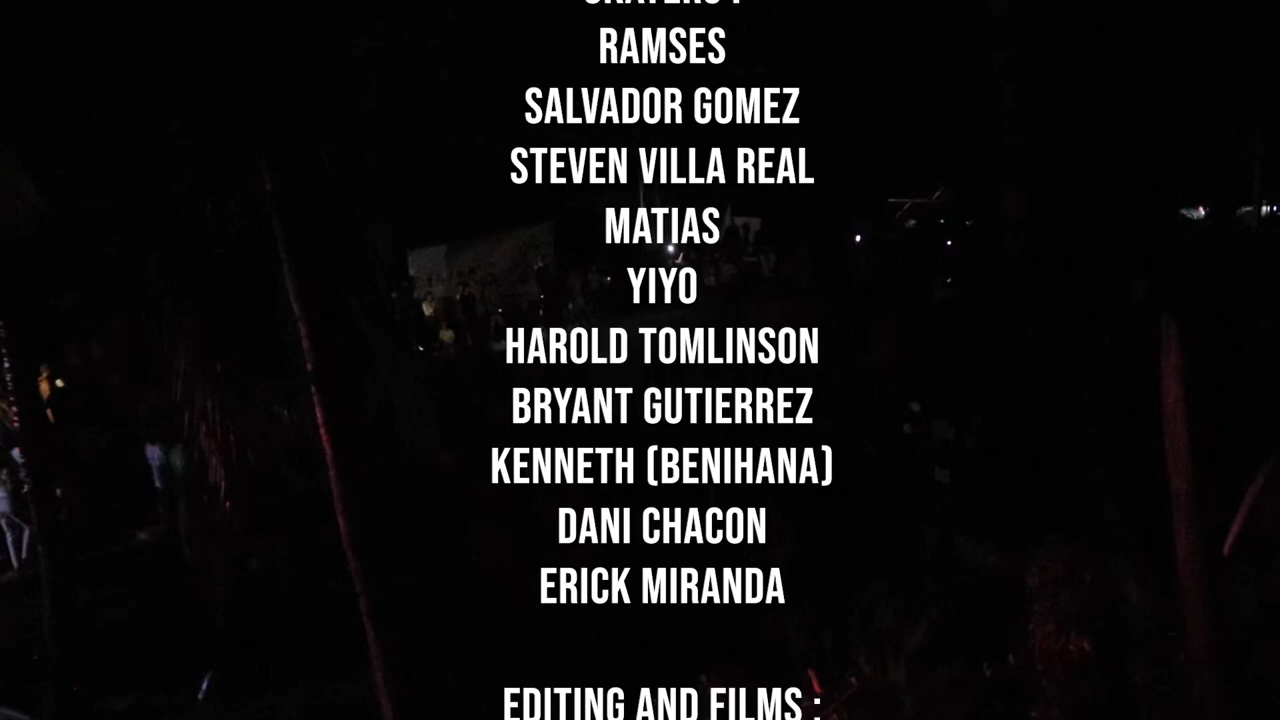 SKATERS :
RAMSES
SALVADOR GOMEZ
STEVEN VILLA REAL
MATIAS
YIYO
HAROLD TOMLINSON
BRYANT GUTIERREZ
KENNETH (BENIHANA)
DANI CHACON
ERICK MIRANDA
EDITING AND FILMS :